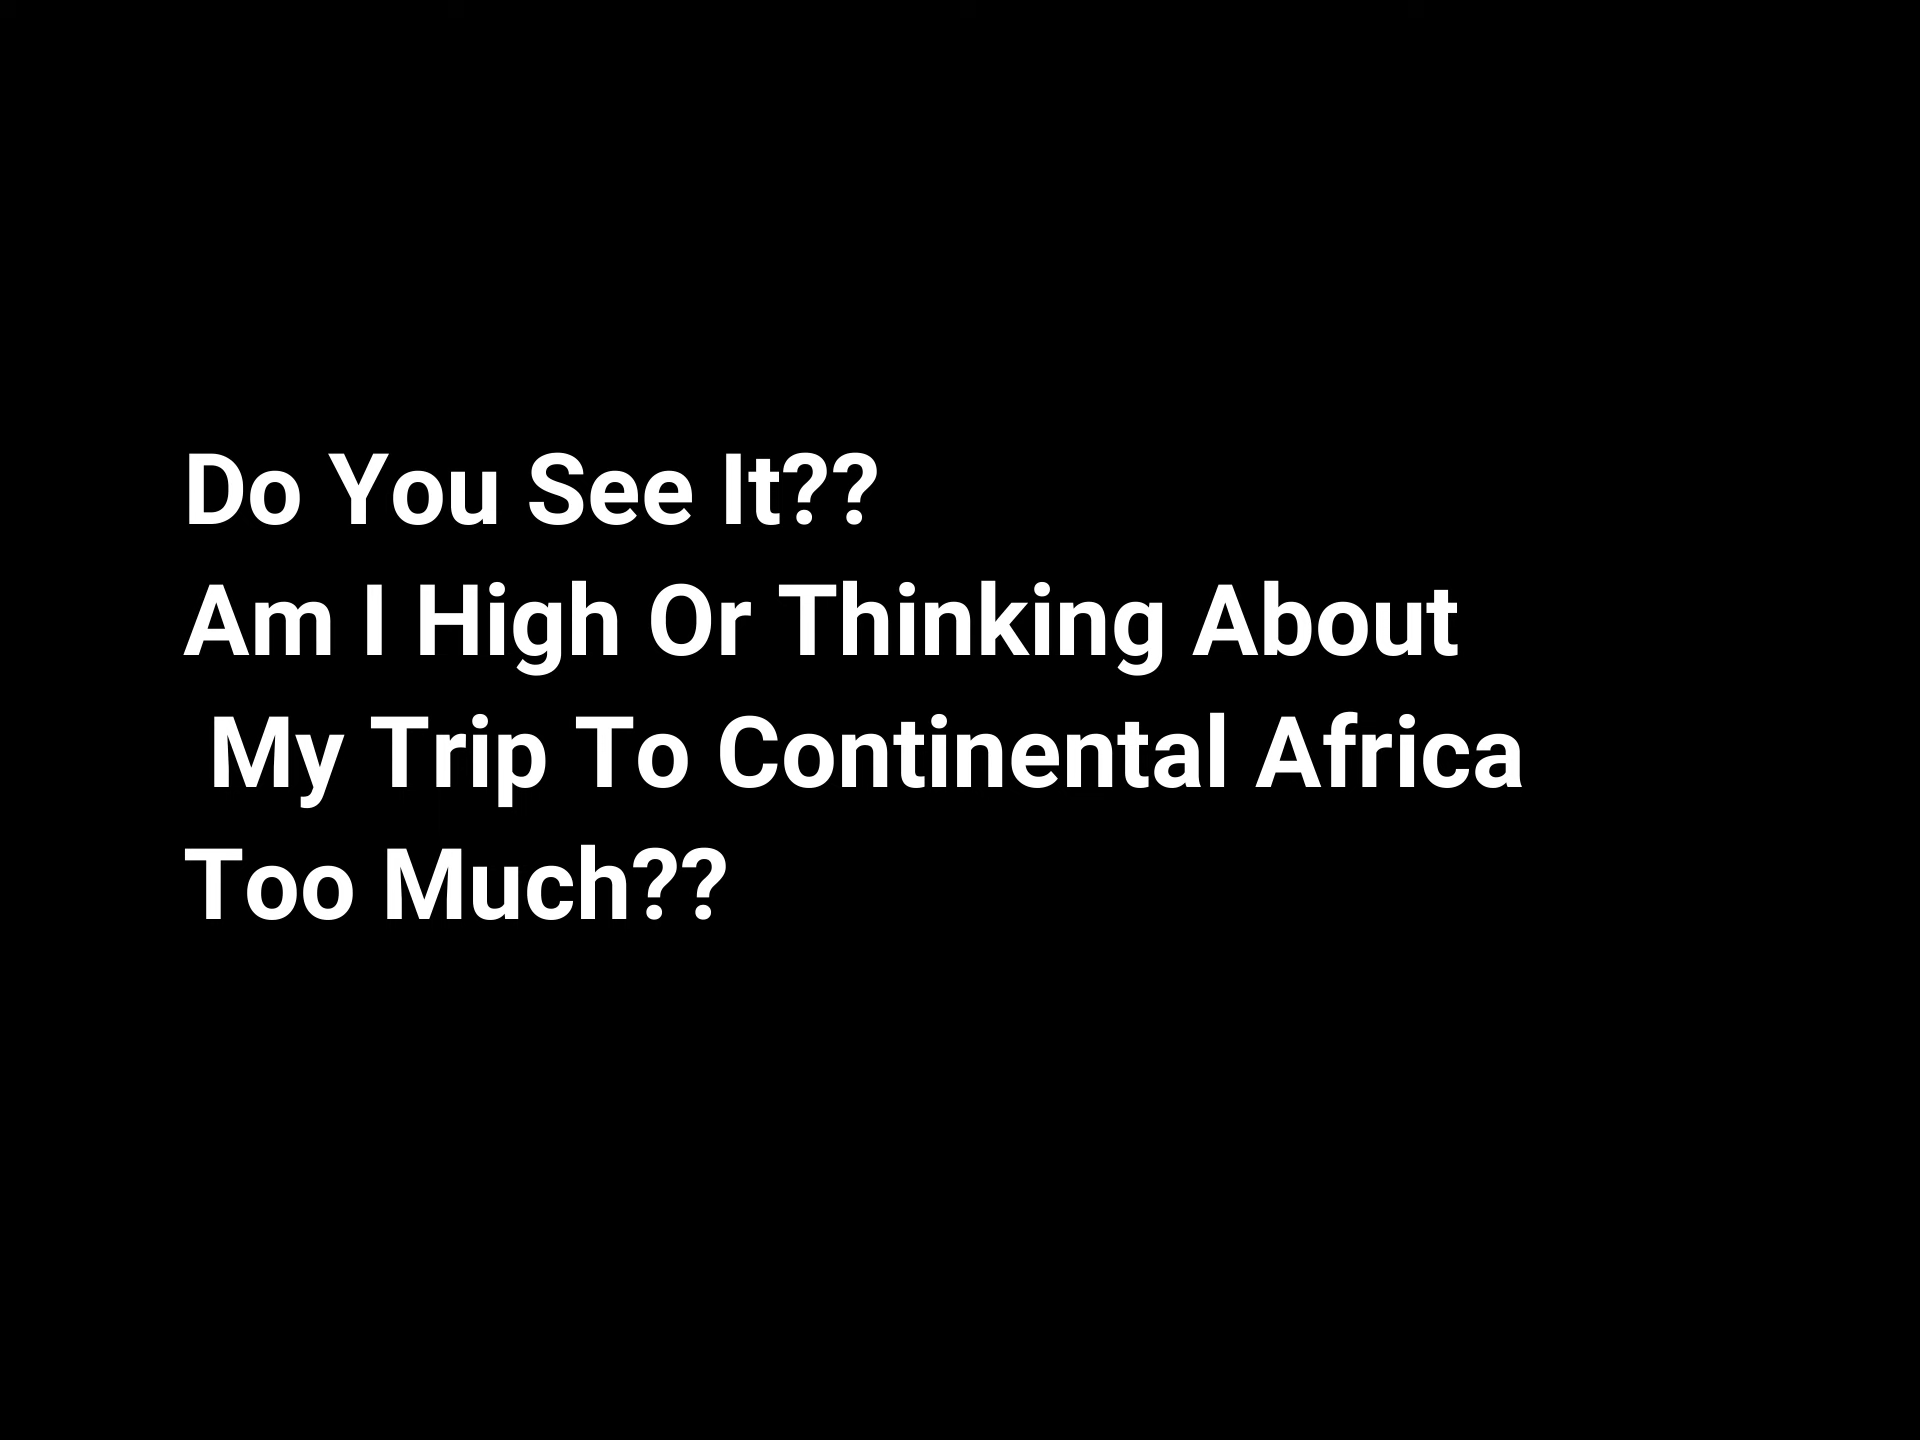 Do You See It??
Am I High Or Thinking About
My Trip To Continental Africa
Too Much??